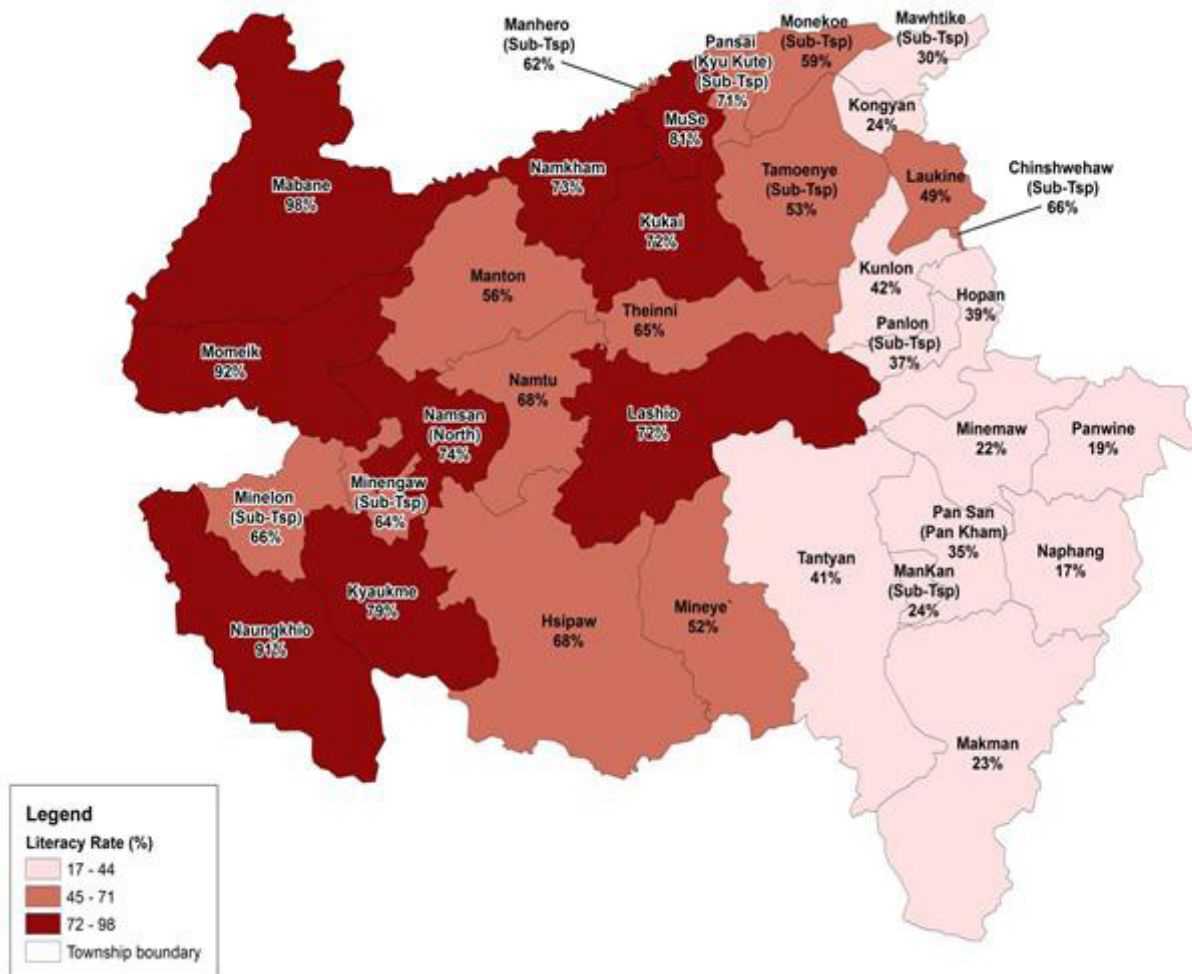 Manhero
(Sub-Tsp)
62%
Pansai
(Kyu Kute)
(Sub-Tsp)
71%
Monekoe
(Sub-Tsp)
59%
Mawhtike
(Sub-Tsp)
30%
Kongyan
24%
MuSe
81%
Namkham
73%
Mabane
98%
Tamoenye
(Sub-Tsp)
53%
Laukine
49%
Chinshwehaw
(Sub-Tsp)
66%
Kukai
72%
Manton
56%
Kunlon
42%
Hopan
39%
Theinni
65%
Panlon
(Sub-Tsp)
37%
Momeik
92%
Namtu
68%
Namsan
(North)
74%
Lashio
72%
Minemaw
22%
Panwine
19%
Minelon
(Sub-Tsp)
66%
Minengaw
(Sub-Tsp)
64%
Pan San
(Pan Kham)
35%
Naphang
17%
Tantyan
41%
ManKan
(Sub-Tsp)
24%
Kyaukme
79%
Hsipaw
68%
Mineye`
52%
Naungkhio
91%
Makman
23%
Legend
Literacy Rate (%)
17 - 44
45 - 71
72 - 98
Township boundary